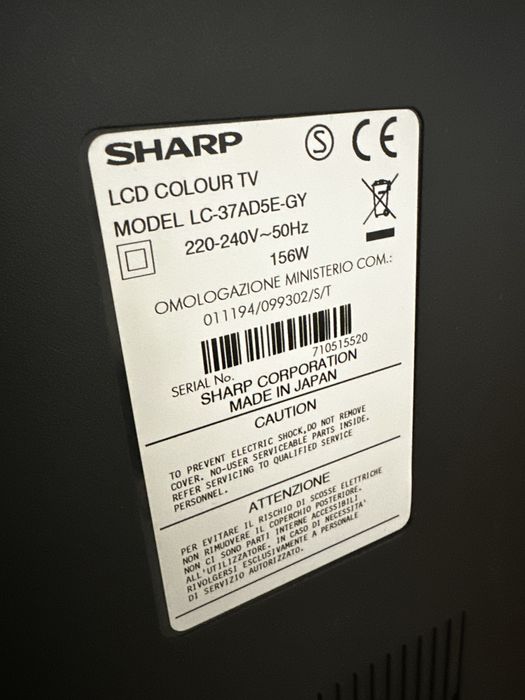 SHARP
S CE
LCD COLOUR TV
MODEL LC-37AD5E-GY
220-240V~50Hz
156W
OMOLOGAZIONE MINISTERIO COM.:
011194/099302/S/T
SERIAL No. 710515520
SHARP CORPORATION
MADE IN JAPAN
CAUTION
TO PREVENT ELECTRIC SHOCK,DO NOT REMOVE
COVER. NO-USER SERVICEABLE PARTS INSIDE.
REFER SERVICING TO QUALIFIED SERVICE
PERSONNEL.
ATTENZIONE
PER EVITARE IL RISCHIO DI SCOSSE ELETTRICHE
NON RIMUOVERE IL COPERCHIO POSTERIORE.
NON CI SONO PARTI INTERNE ACCESSIBILI
ALL'UTILIZZATORE. IN CASO DI NECESSITA'
RIVOLGERSI ESCLUSIVAMENTE A PERSONALE
DI SERVIZIO AUTORIZZATO.